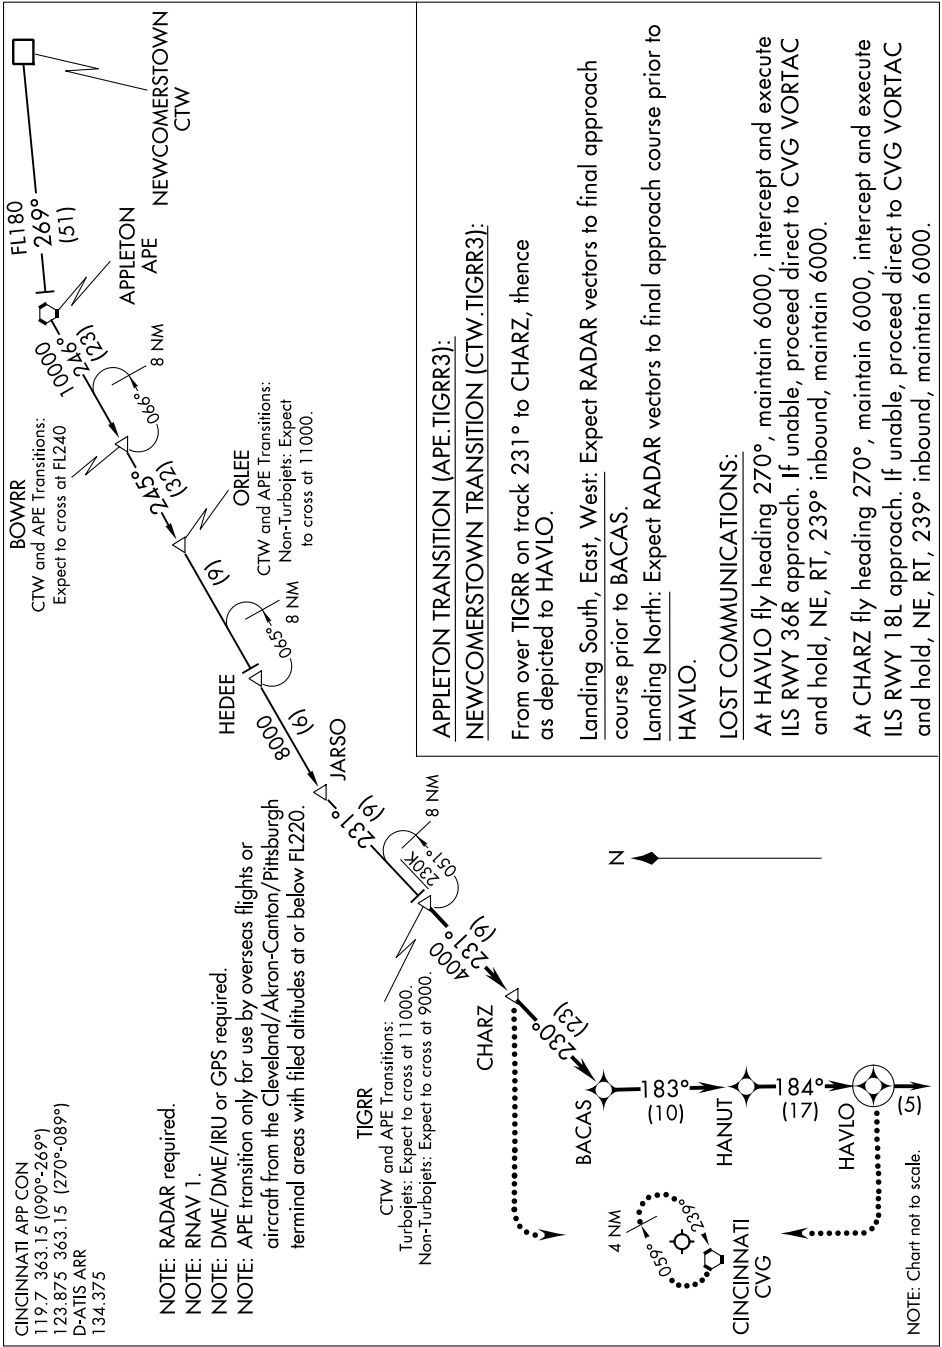 CINCINNATI APP CON
119.7 363.15 (090°-269°)
123.875 363.15 (270°-089°)
D-ATIS ARR
134.375
NOTE: RADAR required.
NOTE: RNAV 1.
NOTE: DME/DME/IRU or GPS required.
NOTE: APE transition only for use by overseas flights or
aircraft from the Cleveland/Akron-Canton/Pittsburgh
terminal areas with filed altitudes at or below FL220.
BOWRR
CTW and APE Transitions:
Expect to cross at FL240
FL180
269°
(51)
NEWCOMERSTOWN
CTW
APPLETON
APE
10000
246°
(23)
066°
8 NM
245°
(32)
ORLEE
CTW and APE Transitions:
Non-Turbojets: Expect
to cross at 11000.
(9)
HEDEE
065°
8 NM
8000
(6)
JARSO
231°
(9)
230K
051°
8 NM
TIGRR
CTW and APE Transitions:
Turbojets: Expect to cross at 11000.
Non-Turbojets: Expect to cross at 9000.
4000
231°
(9)
CHARZ
230°
(23)
BACAS
183°
(10)
HANUT
184°
(17)
HAVLO
(5)
4 NM
059°
239°
CINCINNATI
CVG
N
NOTE: Chart not to scale.
APPLETON TRANSITION (APE.TIGRR3):
NEWCOMERSTOWN TRANSITION (CTW.TIGRR3):
From over TIGRR on track 231° to CHARZ, thence
as depicted to HAVLO.
Landing South, East, West: Expect RADAR vectors to final approach
course prior to BACAS.
Landing North: Expect RADAR vectors to final approach course prior to
HAVLO.
LOST COMMUNICATIONS:
At HAVLO fly heading 270°, maintain 6000, intercept and execute
ILS RWY 36R approach. If unable, proceed direct to CVG VORTAC
and hold, NE, RT, 239° inbound, maintain 6000.
At CHARZ fly heading 270°, maintain 6000, intercept and execute
ILS RWY 18L approach. If unable, proceed direct to CVG VORTAC
and hold, NE, RT, 239° inbound, maintain 6000.